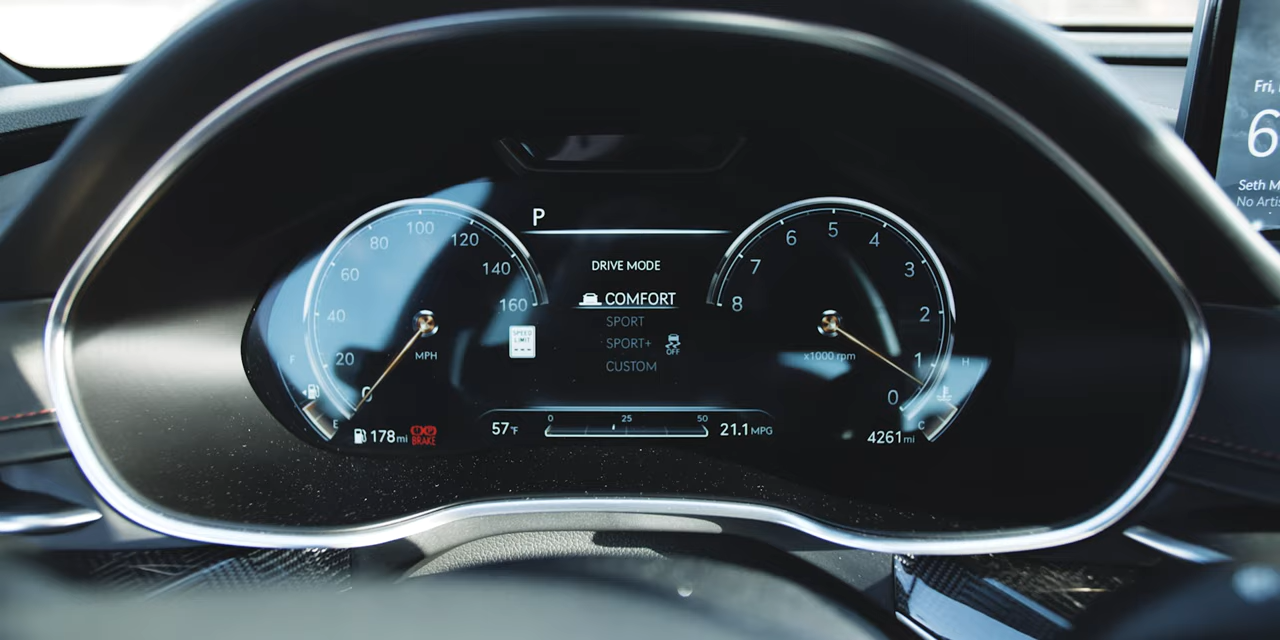 Fri,
6
Seth M
No Artis
P
DRIVE MODE
COMFORT
SPORT
SPORT+
OFF
CUSTOM
0
20
40
60
80
100
120
140
160
MPH
SPEED
LIMIT
---
F
E
178mi
BRAKE
57°F
0
25
50
21.1 MPG
8
7
6
5
4
3
2
1
0
x1000 rpm
H
C
4261mi